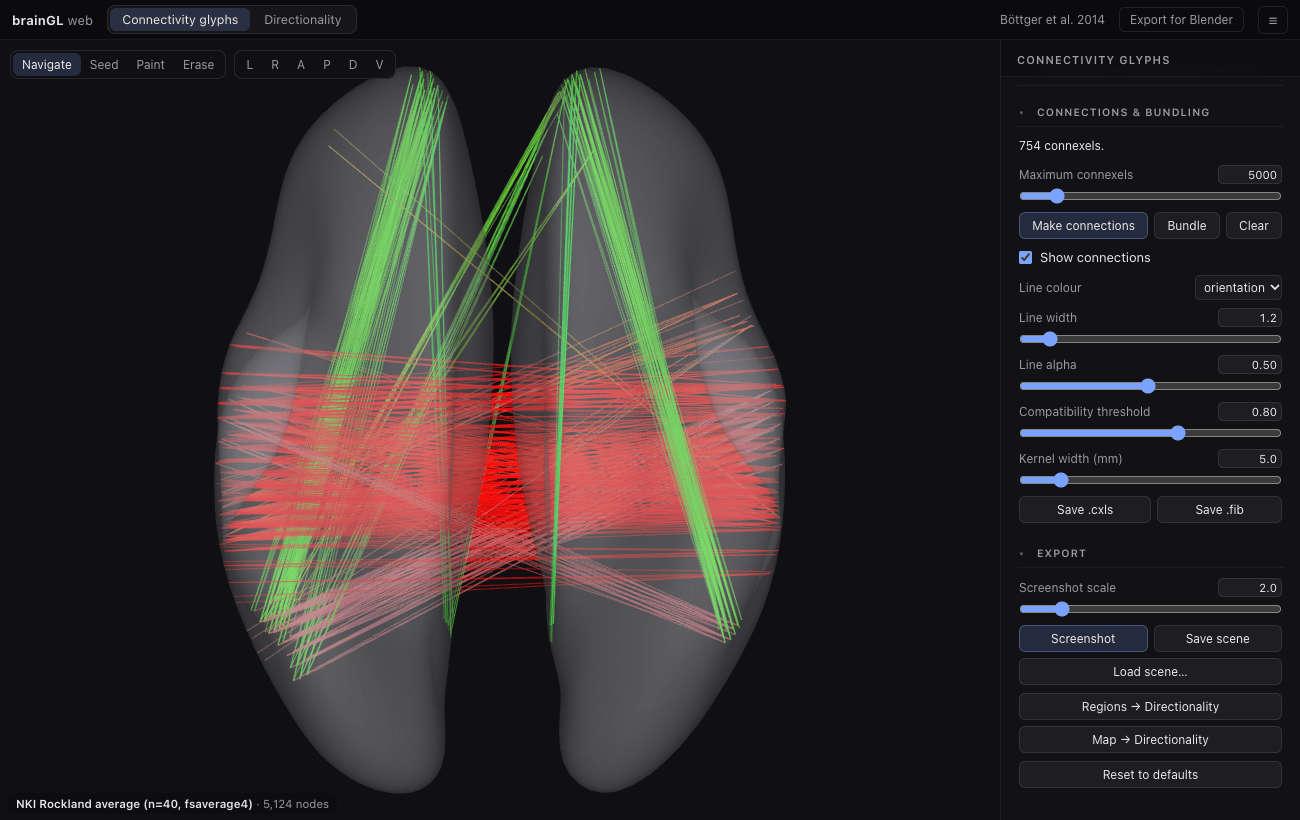 brainGL web
Connectivity glyphs
Directionality
Böttger et al. 2014
Export for Blender
≡
Navigate
Seed
Paint
Erase
L
R
A
P
D
V
CONNECTIVITY GLYPHS
CONNECTIONS & BUNDLING
754 connexels.
Maximum connexels 5000
Make connections
Bundle
Clear
Show connections
Line colour orientation
Line width 1.2
Line alpha 0.50
Compatibility threshold 0.80
Kernel width (mm) 5.0
Save .cxls
Save .fib
EXPORT
Screenshot scale 2.0
Screenshot
Save scene
Load scene…
Regions → Directionality
Map → Directionality
Reset to defaults
NKI Rockland average (n=40, fsaverage4) · 5,124 nodes